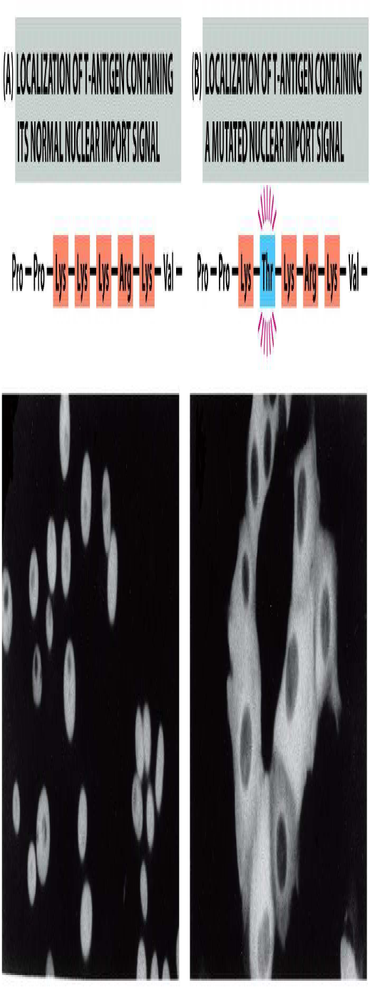 (A) LOCALIZATION OF T-ANTIGEN CONTAINING
ITS NORMAL NUCLEAR IMPORT SIGNAL
Pro – Pro – Lys – Lys – Lys – Arg – Lys – Val –
(B) LOCALIZATION OF T-ANTIGEN CONTAINING
A MUTATED NUCLEAR IMPORT SIGNAL
Pro – Pro – Lys – Thr – Lys – Arg – Lys – Val –